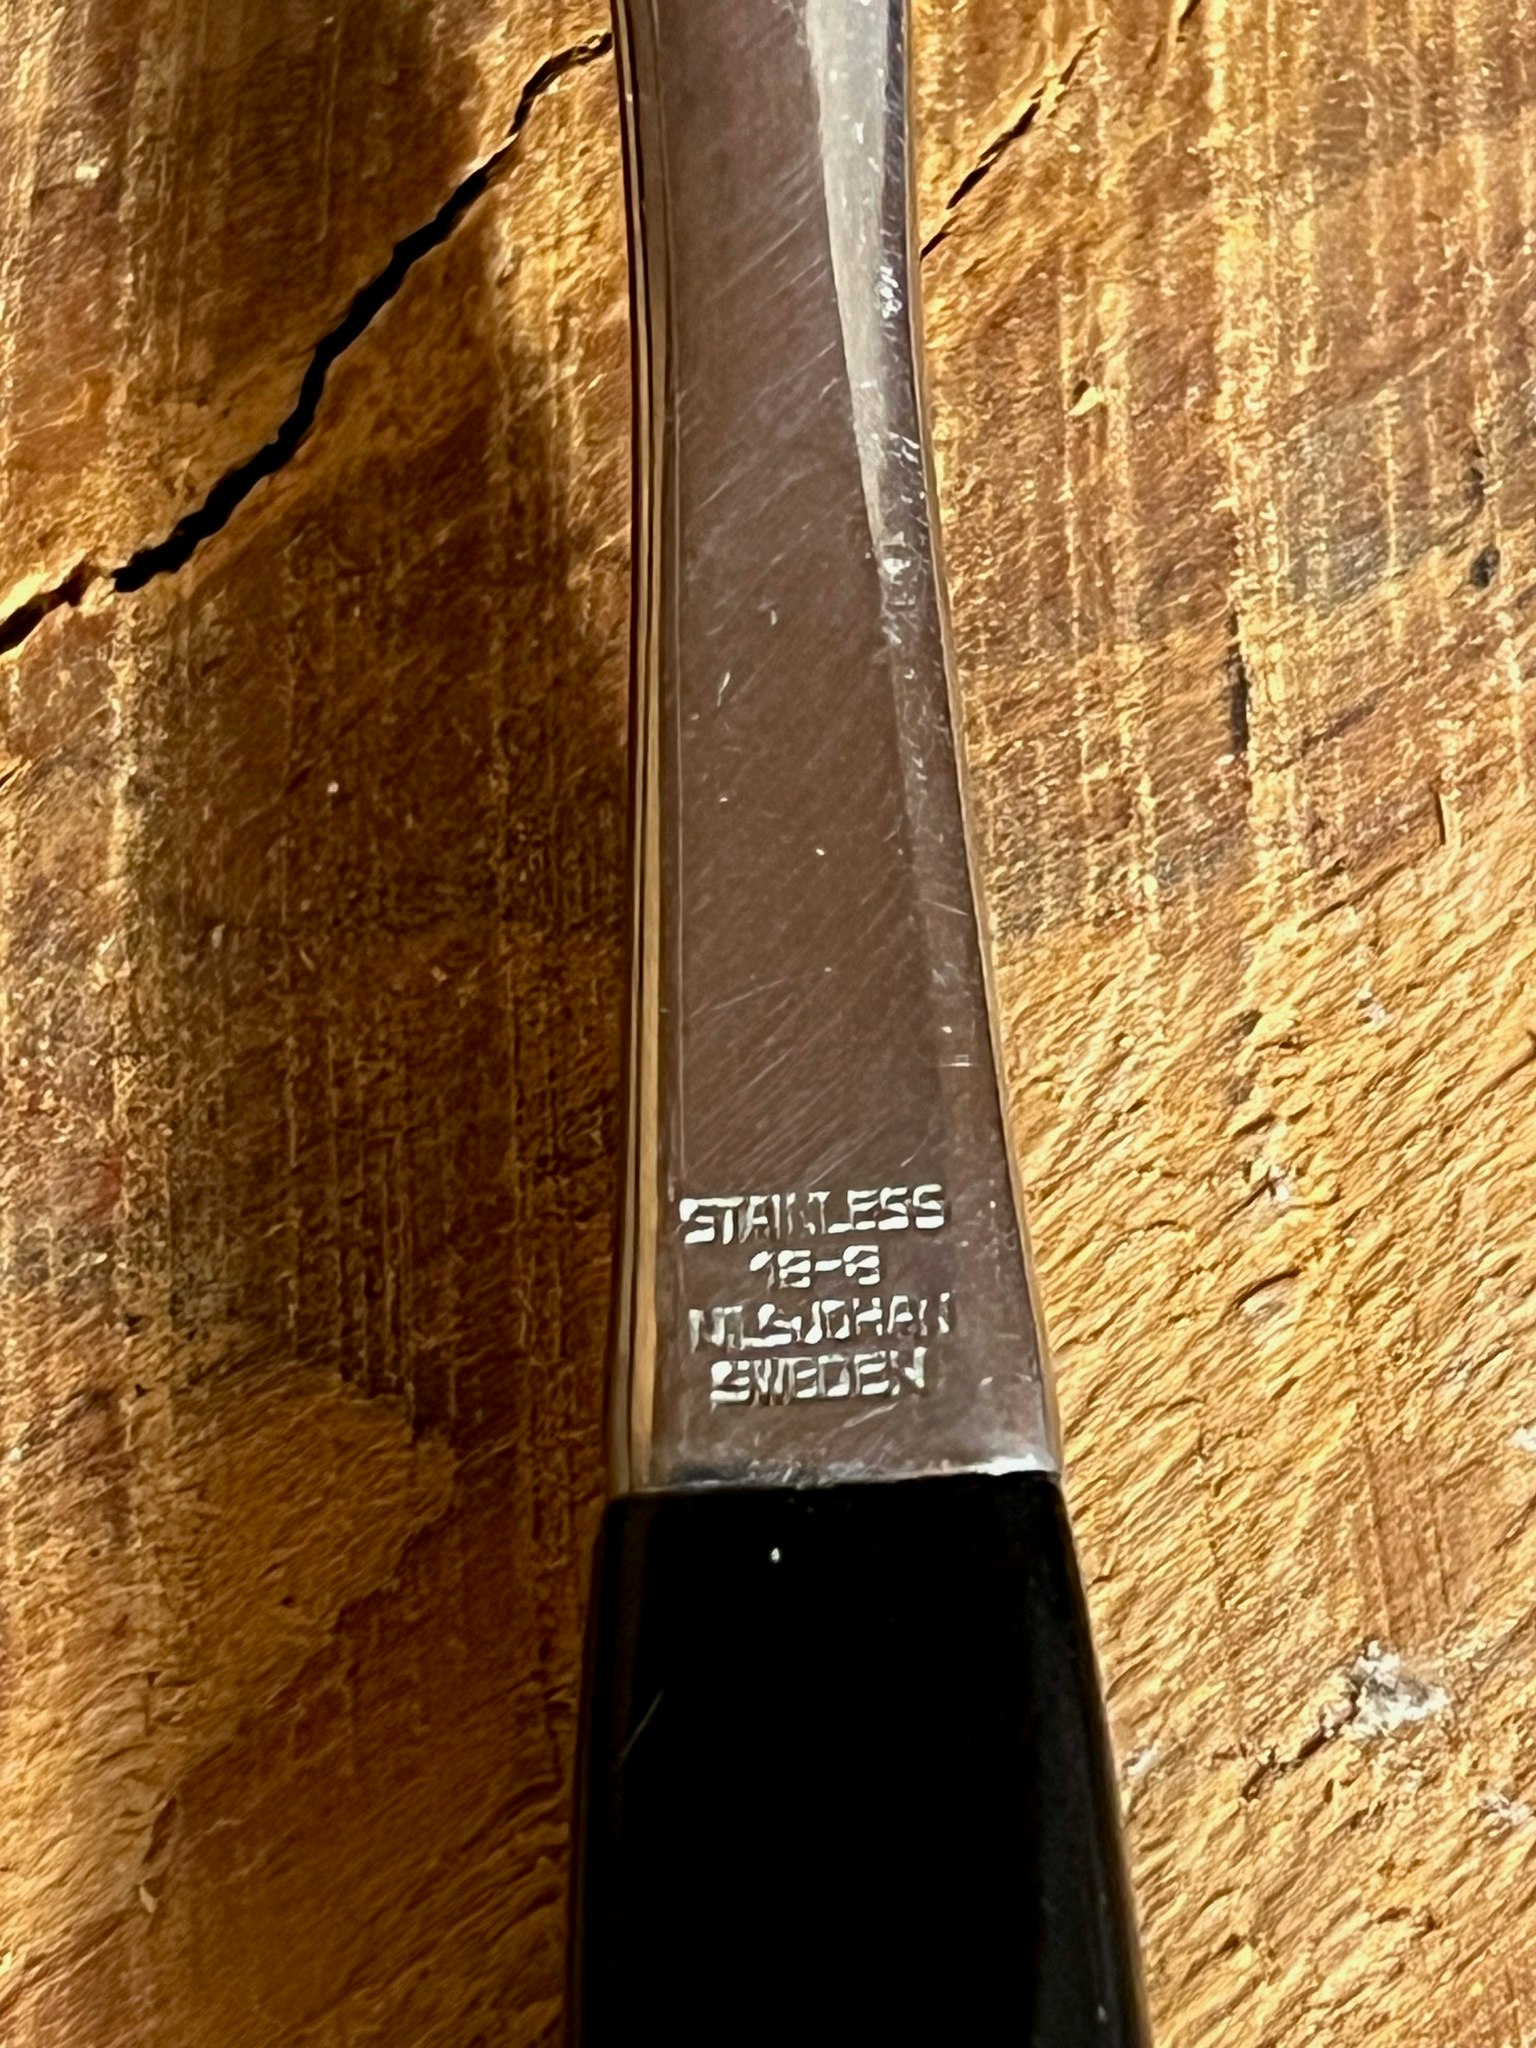 STAINLESS
18-8
NILSJOHAN
SWEDEN